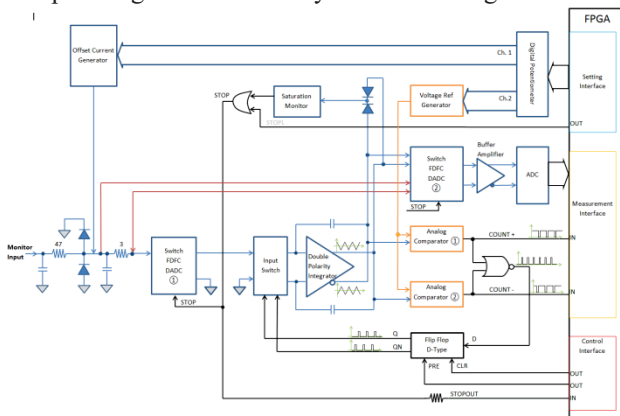 FPGA
Offset Current
Generator
Ch. 1
Digital Potentiometer
Setting
Interface
STOP
Saturation
Monitor
Voltage Ref
Generator
Ch.2
STOPL
OUT
Buffer
Amplifier
Switch
FDFC
DADC
②
ADC
Measurement
Interface
STOP
Monitor
Input
47
3
Switch
FDFC
DADC
①
Input
Switch
Double
Polarity
Integrator
Analog
Comparator ①
COUNT +
IN
Analog
Comparator ②
COUNT -
IN
STOP
Q
QN
Flip Flop
D-Type
D
Control
Interface
PRE
CLR
OUT
OUT
STOPOUT
IN